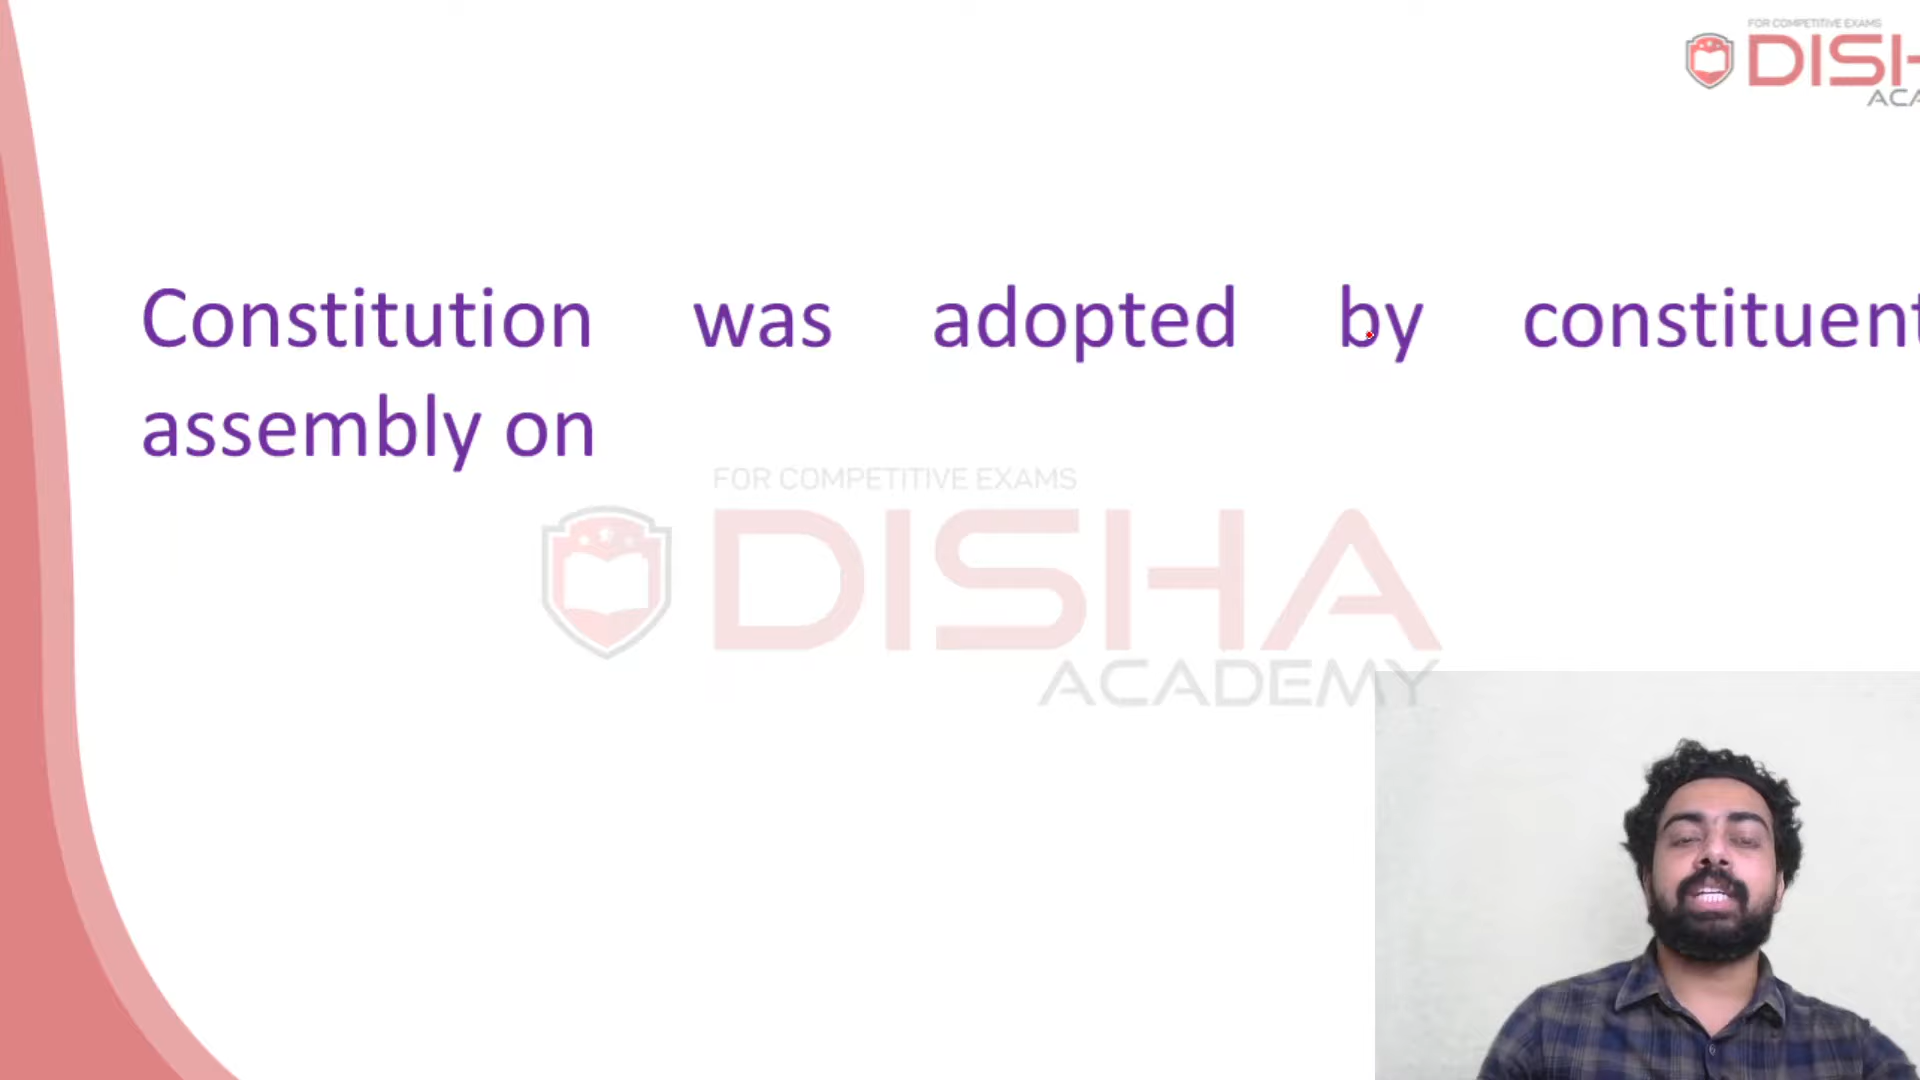 FOR COMPETITIVE EXAMS
DISH
ACA
Constitution was adopted by constituent
assembly on
FOR COMPETITIVE EXAMS
DISHA
ACADEMY